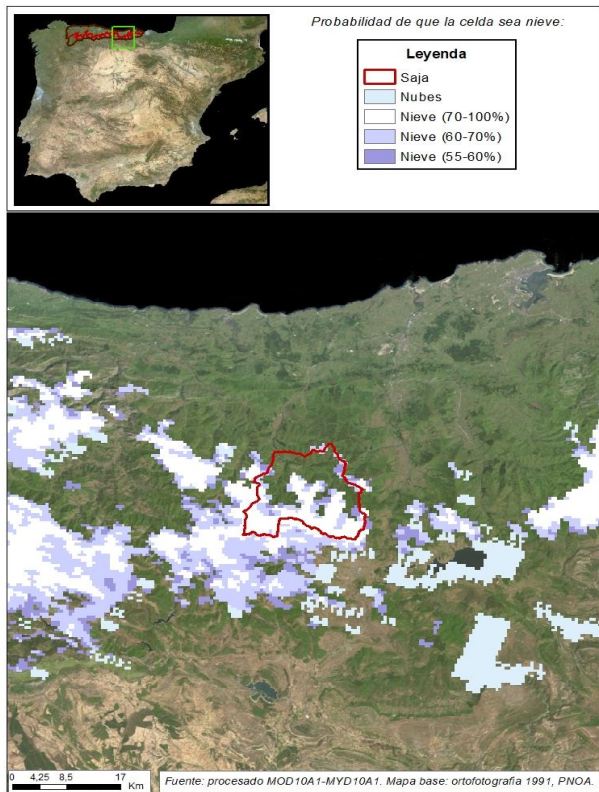 Probabilidad de que la celda sea nieve:
Leyenda
Saja
Nubes
Nieve (70-100%)
Nieve (60-70%)
Nieve (55-60%)
0 4,25 8,5 17
Km
Fuente: procesado MOD10A1-MYD10A1. Mapa base: ortofotografia 1991, PNOA.